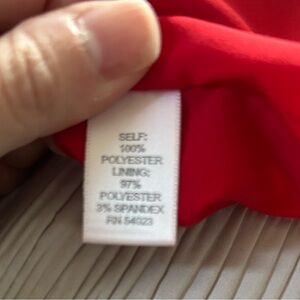 SELF:
100%
POLYESTER
LINING:
97%
POLYESTER
3% SPANDEX
RN 54023